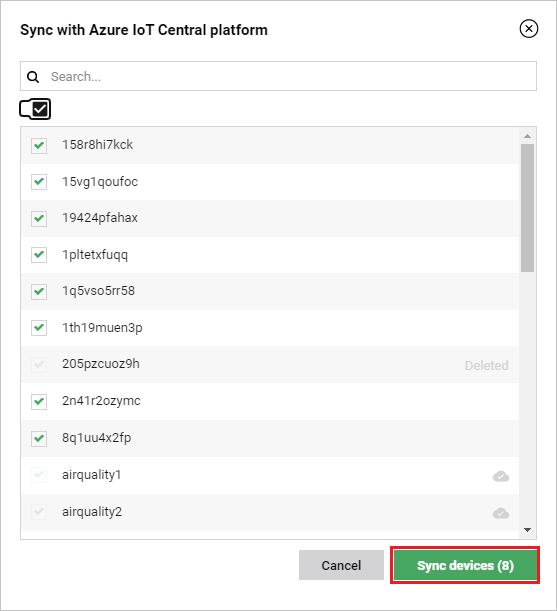 Sync with Azure IoT Central platform
Search...
158r8hi7kck
15vg1qoufoc
19424pfahax
1pltetxfuqq
1q5vso5rr58
1th19muen3p
205pzcuoz9h Deleted
2n41r2ozymc
8q1uu4x2fp
airquality1
airquality2
Cancel Sync devices (8)